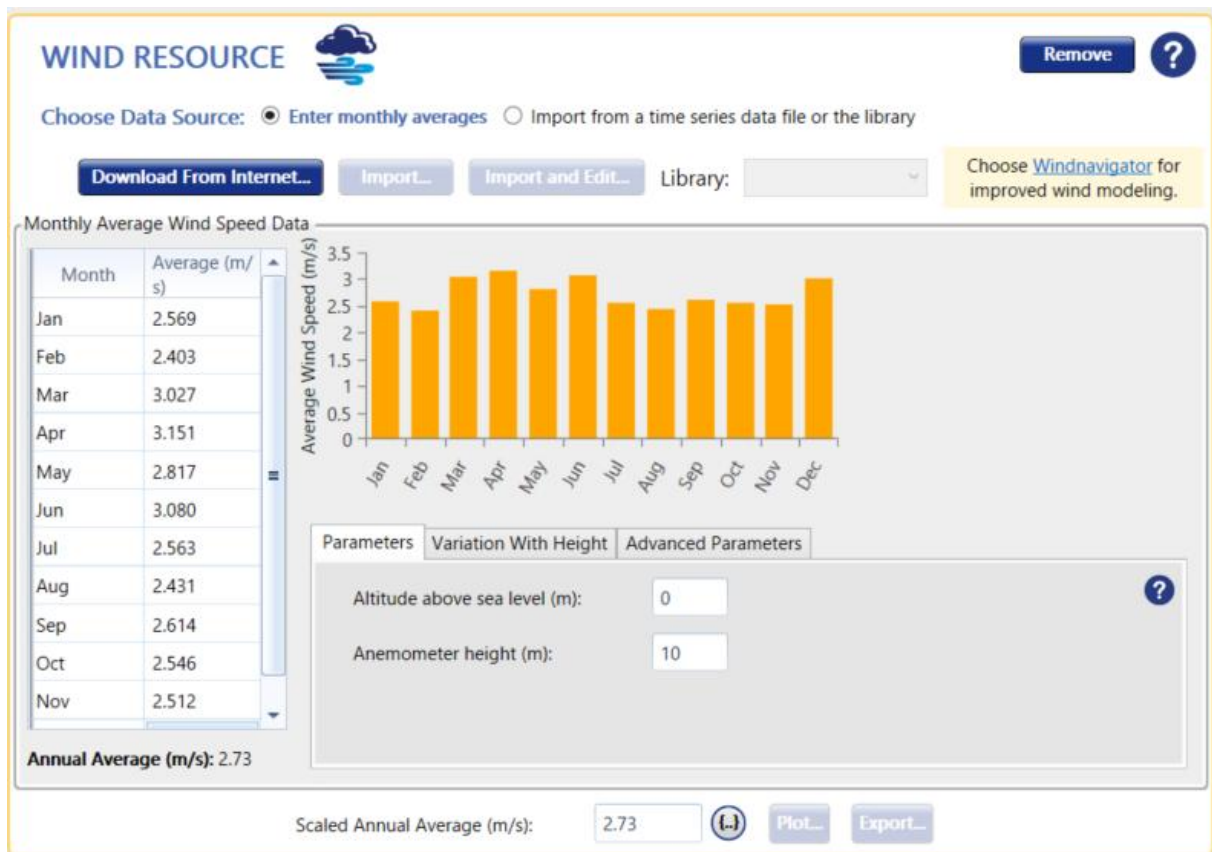 WIND RESOURCE
Remove
?
Choose Data Source: Enter monthly averages Import from a time series data file or the library
Download From Internet... Import... Import and Edit... Library:
Choose Windnavigator for
improved wind modeling.
Monthly Average Wind Speed Data
Month Average (m/
s)
Jan 2.569
Feb 2.403
Mar 3.027
Apr 3.151
May 2.817
Jun 3.080
Jul 2.563
Aug 2.431
Sep 2.614
Oct 2.546
Nov 2.512
Annual Average (m/s): 2.73
Average Wind Speed (m/s)
3.5
3
2.5
2
1.5
1
0.5
0
Jan Feb Mar Apr May Jun Jul Aug Sep Oct Nov Dec
Parameters Variation With Height Advanced Parameters
?
Altitude above sea level (m): 0
Anemometer height (m): 10
Scaled Annual Average (m/s): 2.73 {..} Plot... Export...